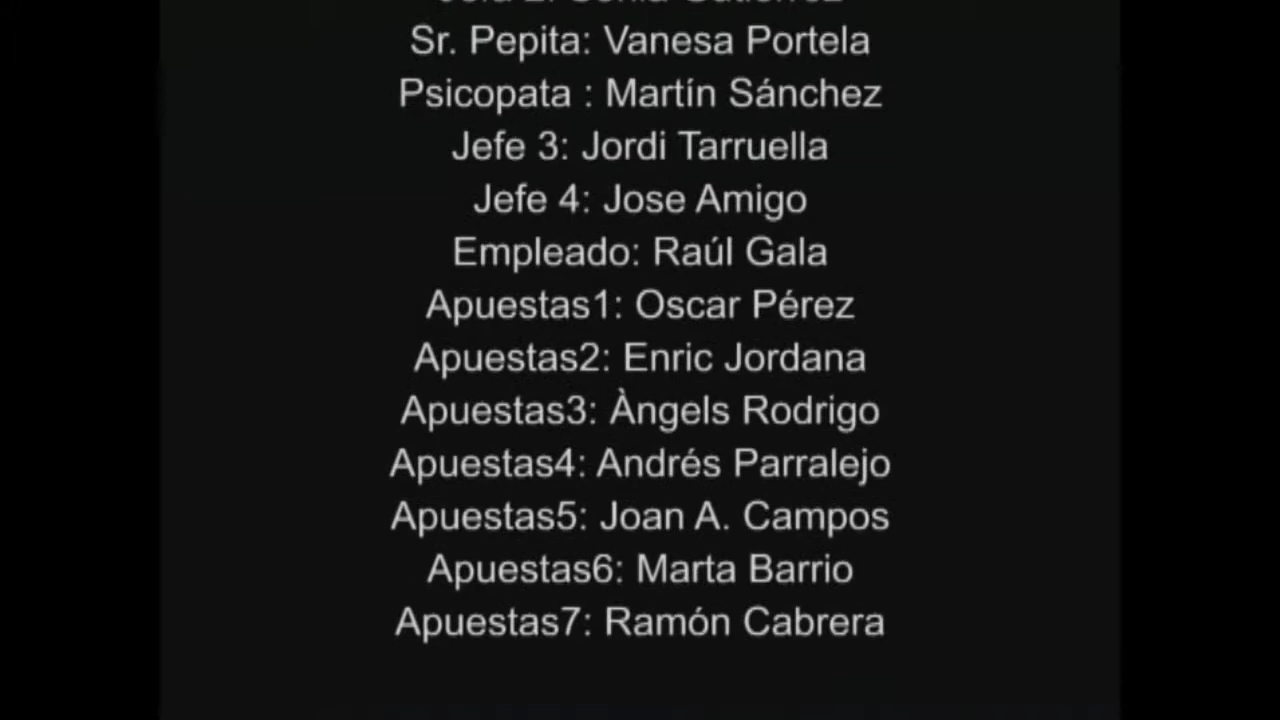 Sr. Pepita: Vanesa Portela
Psicopata : Martín Sánchez
Jefe 3: Jordi Tarruella
Jefe 4: Jose Amigo
Empleado: Raúl Gala
Apuestas1: Oscar Pérez
Apuestas2: Enric Jordana
Apuestas3: Àngels Rodrigo
Apuestas4: Andrés Parralejo
Apuestas5: Joan A. Campos
Apuestas6: Marta Barrio
Apuestas7: Ramón Cabrera